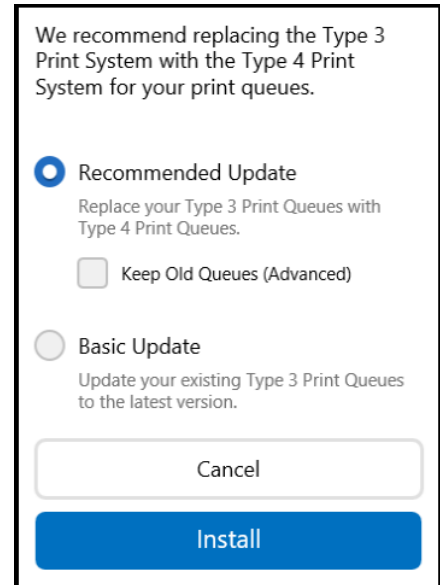 We recommend replacing the Type 3
Print System with the Type 4 Print
System for your print queues.
Recommended Update
Replace your Type 3 Print Queues with
Type 4 Print Queues.
Keep Old Queues (Advanced)
Basic Update
Update your existing Type 3 Print Queues
to the latest version.
Cancel
Install